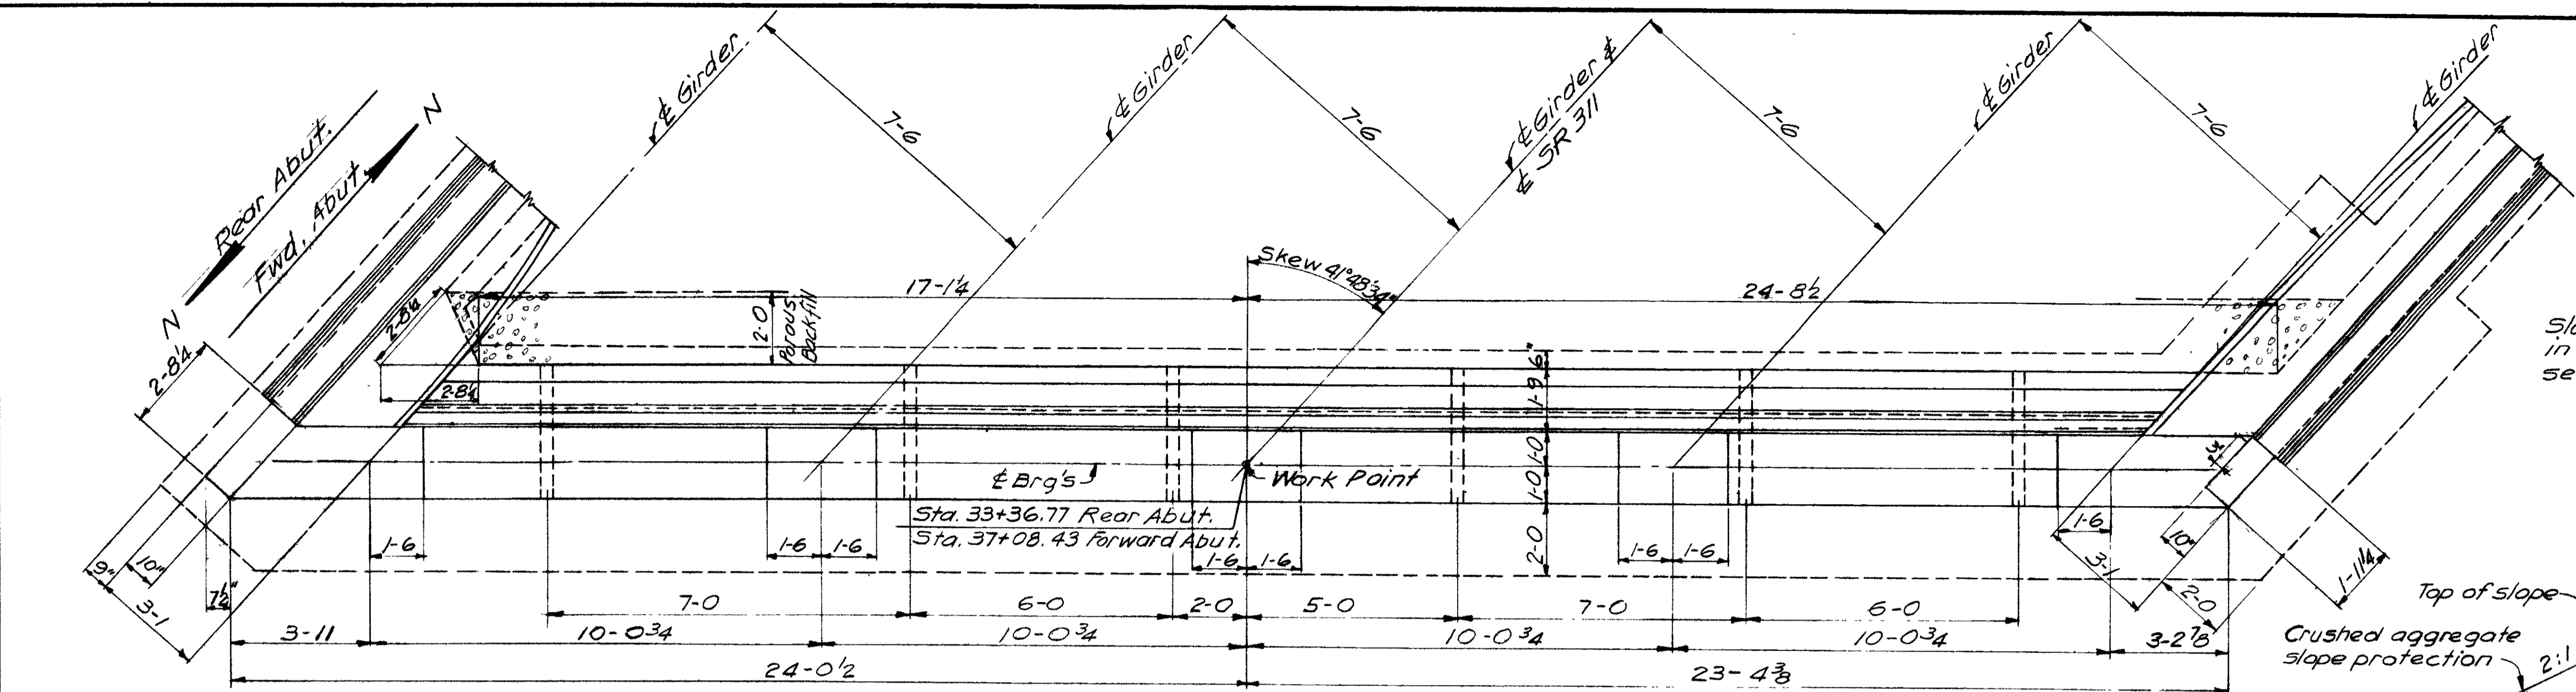 Rear Abut.
Fwd. Abut.
N
N
℄ Girder
℄ Girder
℄ Girder ℄
℄ SR 311
℄ Girder
℄ Girder
7-6
7-6
7-6
7-6
Skew 41°48'34"
17-1¼
24-8½
2-8¼
2-8¼
2-8¼
2-0
Porous
Backfill
6"
1-9
1-0
1-0
2-0
℄ Brg's
Work Point
Sta. 33+36.77 Rear Abut.
Sta. 37+08.43 Forward Abut.
1-6
1-6
1-6
1-6
1-6
1-6
1-6
1-6
9"
10"
7½"
3-1
3-1
10"
2-0
1-11¼
7-0
6-0
2-0
5-0
7-0
6-0
3-11
10-0¾
10-0¾
10-0¾
10-0¾
3-2⅞
24-0½
23-4⅜
in
Top of slope
Crushed aggregate
slope protection
2:1